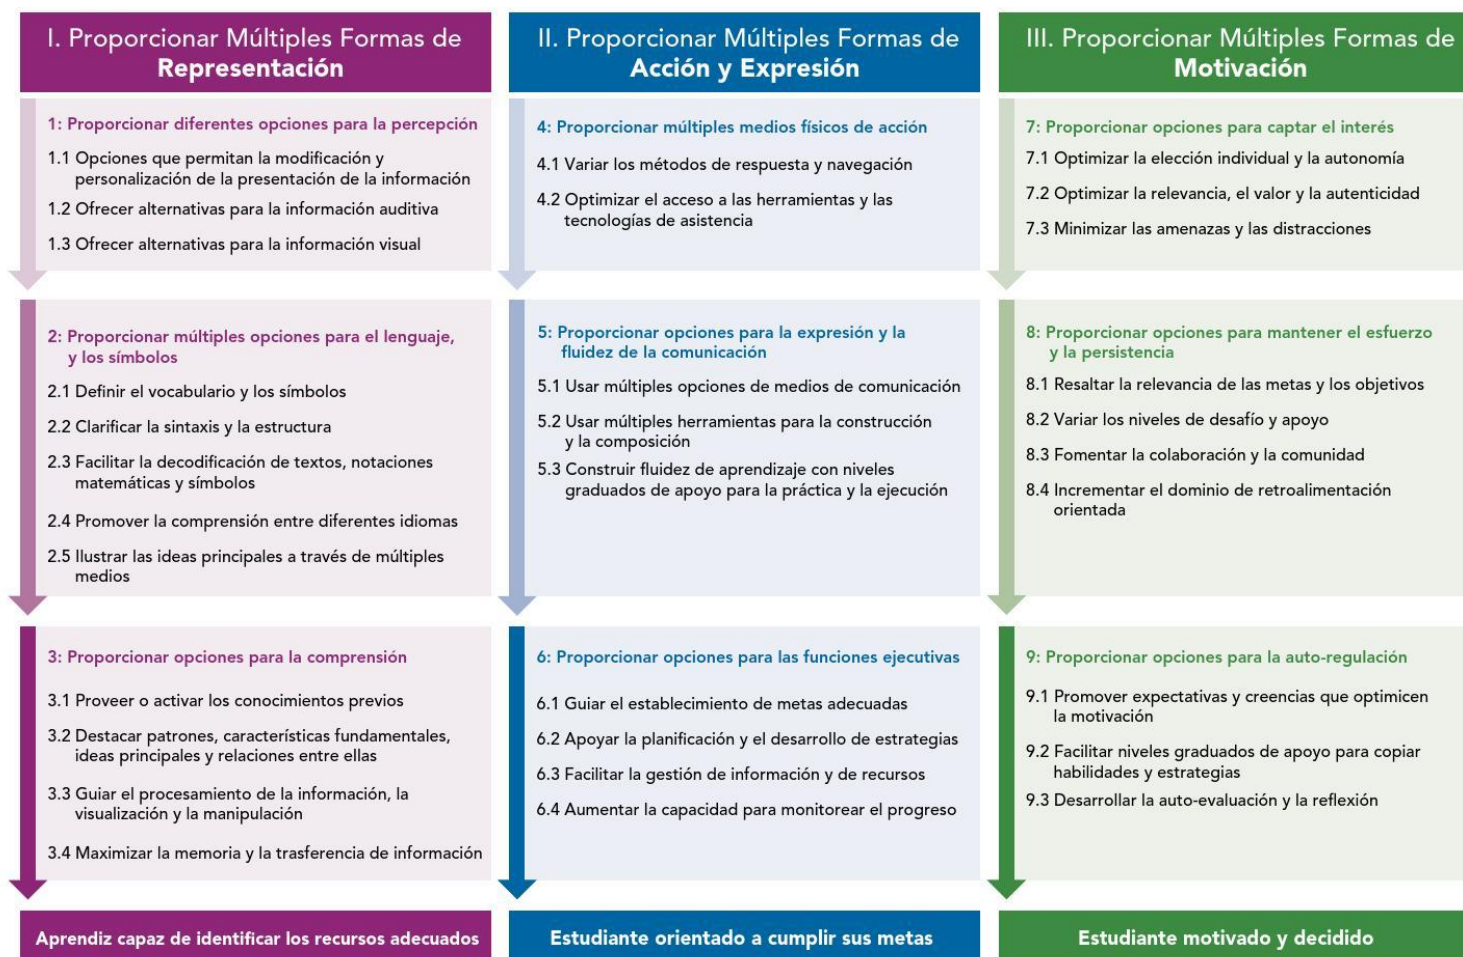 I. Proporcionar Múltiples Formas de
Representación
1: Proporcionar diferentes opciones para la percepción
1.1 Opciones que permitan la modificación y
personalización de la presentación de la información
1.2 Ofrecer alternativas para la información auditiva
1.3 Ofrecer alternativas para la información visual
2: Proporcionar múltiples opciones para el lenguaje,
y los símbolos
2.1 Definir el vocabulario y los símbolos
2.2 Clarificar la sintaxis y la estructura
2.3 Facilitar la decodificación de textos, notaciones
matemáticas y símbolos
2.4 Promover la comprensión entre diferentes idiomas
2.5 Ilustrar las ideas principales a través de múltiples
medios
3: Proporcionar opciones para la comprensión
3.1 Proveer o activar los conocimientos previos
3.2 Destacar patrones, características fundamentales,
ideas principales y relaciones entre ellas
3.3 Guiar el procesamiento de la información, la
visualización y la manipulación
3.4 Maximizar la memoria y la trasferencia de información
Aprendiz capaz de identificar los recursos adecuados
II. Proporcionar Múltiples Formas de
Acción y Expresión
4: Proporcionar múltiples medios físicos de acción
4.1 Variar los métodos de respuesta y navegación
4.2 Optimizar el acceso a las herramientas y las
tecnologías de asistencia
5: Proporcionar opciones para la expresión y la
fluidez de la comunicación
5.1 Usar múltiples opciones de medios de comunicación
5.2 Usar múltiples herramientas para la construcción
y la composición
5.3 Construir fluidez de aprendizaje con niveles
graduados de apoyo para la práctica y la ejecución
6: Proporcionar opciones para las funciones ejecutivas
6.1 Guiar el establecimiento de metas adecuadas
6.2 Apoyar la planificación y el desarrollo de estrategias
6.3 Facilitar la gestión de información y de recursos
6.4 Aumentar la capacidad para monitorear el progreso
Estudiante orientado a cumplir sus metas
III. Proporcionar Múltiples Formas de
Motivación
7: Proporcionar opciones para captar el interés
7.1 Optimizar la elección individual y la autonomía
7.2 Optimizar la relevancia, el valor y la autenticidad
7.3 Minimizar las amenazas y las distracciones
8: Proporcionar opciones para mantener el esfuerzo
y la persistencia
8.1 Resaltar la relevancia de las metas y los objetivos
8.2 Variar los niveles de desafío y apoyo
8.3 Fomentar la colaboración y la comunidad
8.4 Incrementar el dominio de retroalimentación
orientada
9: Proporcionar opciones para la auto-regulación
9.1 Promover expectativas y creencias que optimicen
la motivación
9.2 Facilitar niveles graduados de apoyo para copiar
habilidades y estrategias
9.3 Desarrollar la auto-evaluación y la reflexión
Estudiante motivado y decidido